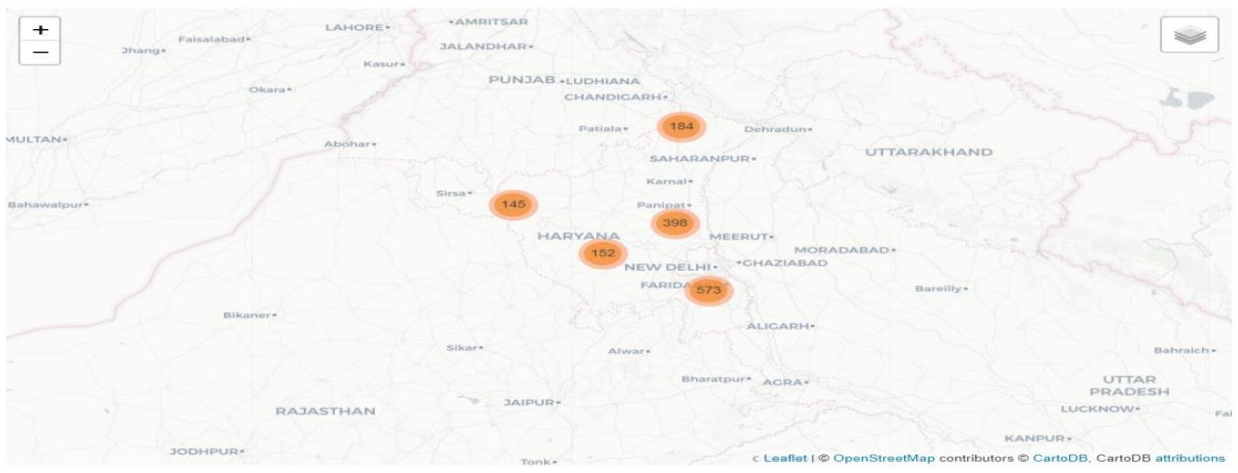 +
−
LAHORE
AMRITSAR
Faisalabad
Jhang
JALANDHAR
Kasur
PUNJAB
LUDHIANA
Okara
CHANDIGARH
184
Patiala
Dehradun
MULTAN
Abohar
UTTARAKHAND
SAHARANPUR
Karnal
Sirsa
Bahawalpur
145
Panipat
398
HARYANA
MEERUT
152
MORADABAD
NEW DELHI
GHAZIABAD
FARIDA
573
Bareilly
Bikaner
ALIGARH
Sikar
Alwar
Bahraich
Bharatpur
AGRA
UTTAR
PRADESH
JAIPUR
RAJASTHAN
LUCKNOW
Fai
KANPUR
JODHPUR
Tonk
Leaflet | © OpenStreetMap contributors © CartoDB, CartoDB attributions